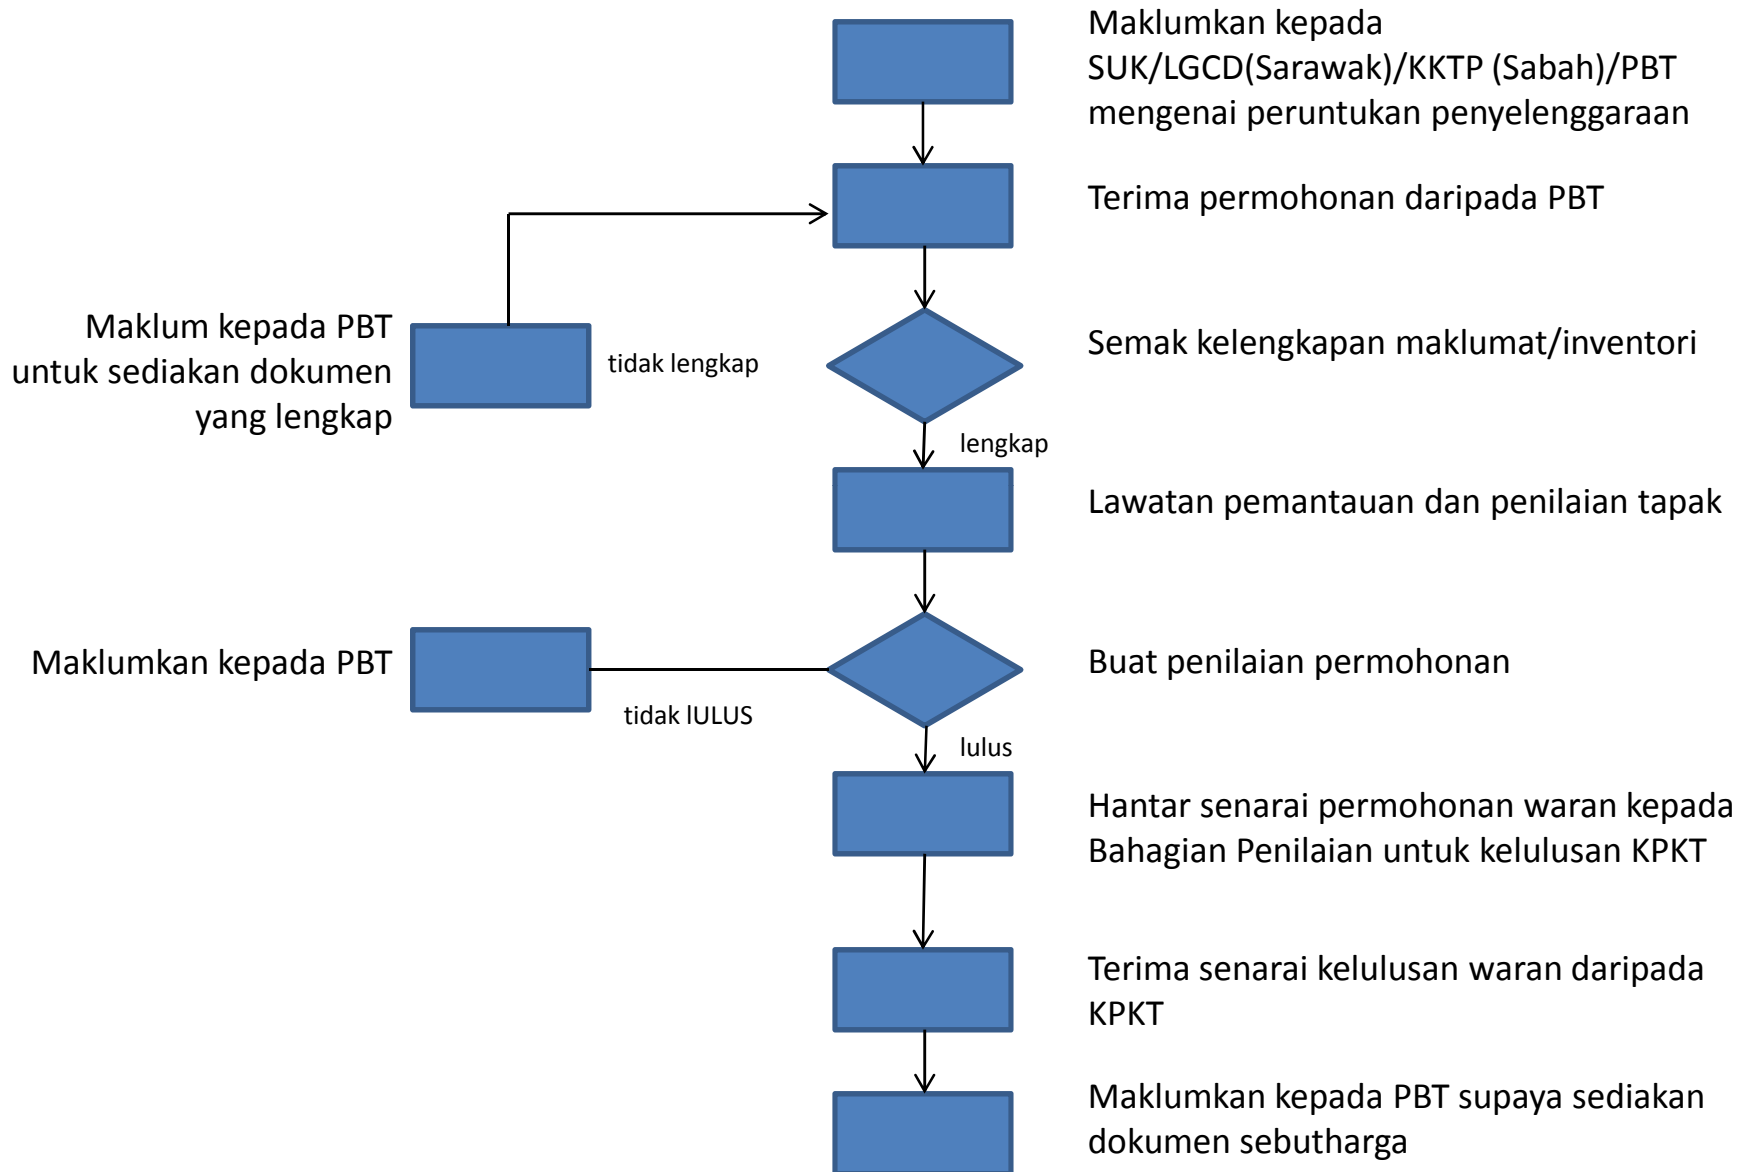 Maklumkan kepada
SUK/LGCD(Sarawak)/KKTP (Sabah)/PBT
mengenai peruntukan penyelenggaraan
Terima permohonan daripada PBT
Maklum kepada PBT
untuk sediakan dokumen
yang lengkap
tidak lengkap
Semak kelengkapan maklumat/inventori
lengkap
Lawatan pemantauan dan penilaian tapak
Maklumkan kepada PBT
tidak lULUS
Buat penilaian permohonan
lulus
Hantar senarai permohonan waran kepada
Bahagian Penilaian untuk kelulusan KPKT
Terima senarai kelulusan waran daripada
KPKT
Maklumkan kepada PBT supaya sediakan
dokumen sebutharga